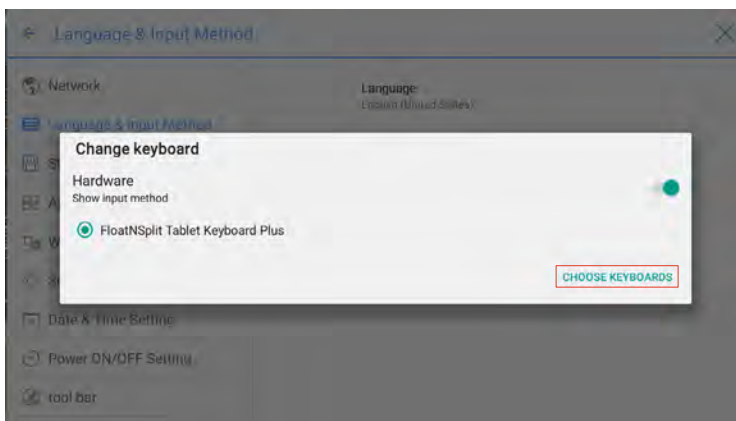 Language & Input Method
Network
Language
English (United States)
Language & Input Method
Change keyboard
Hardware
Show input method
FloatNSplit Tablet Keyboard Plus
CHOOSE KEYBOARDS
Date & Time Setting
Power ON/OFF Setting
tool bar